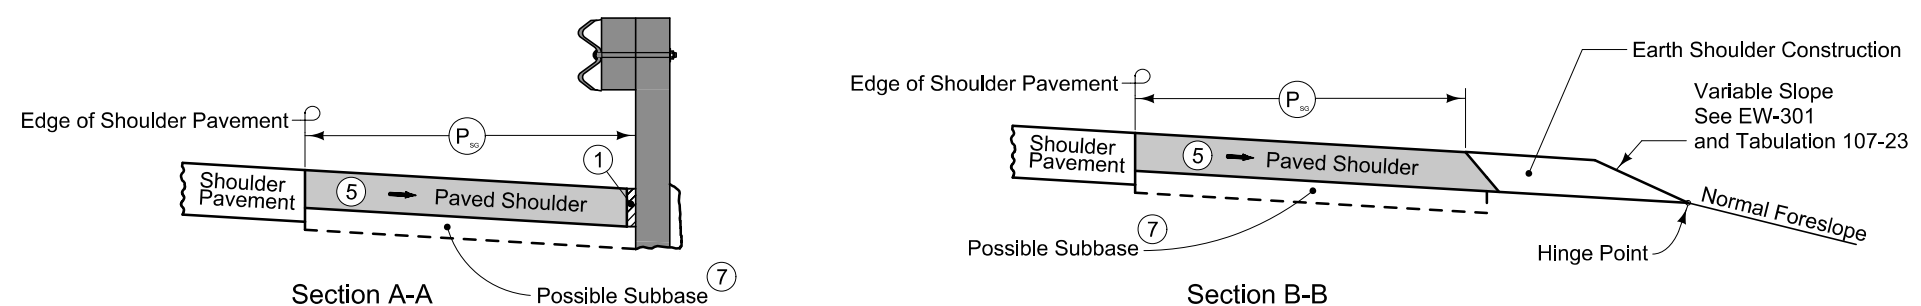 Edge of Shoulder Pavement
P SG
1
Shoulder
Pavement
5
Paved Shoulder
7
Possible Subbase
Section A-A
Earth Shoulder Construction
Edge of Shoulder Pavement
P SG
Variable Slope
See EW-301
and Tabulation 107-23
Shoulder
Pavement
5
Paved Shoulder
Normal Foreslope
7
Possible Subbase
Hinge Point
Section B-B